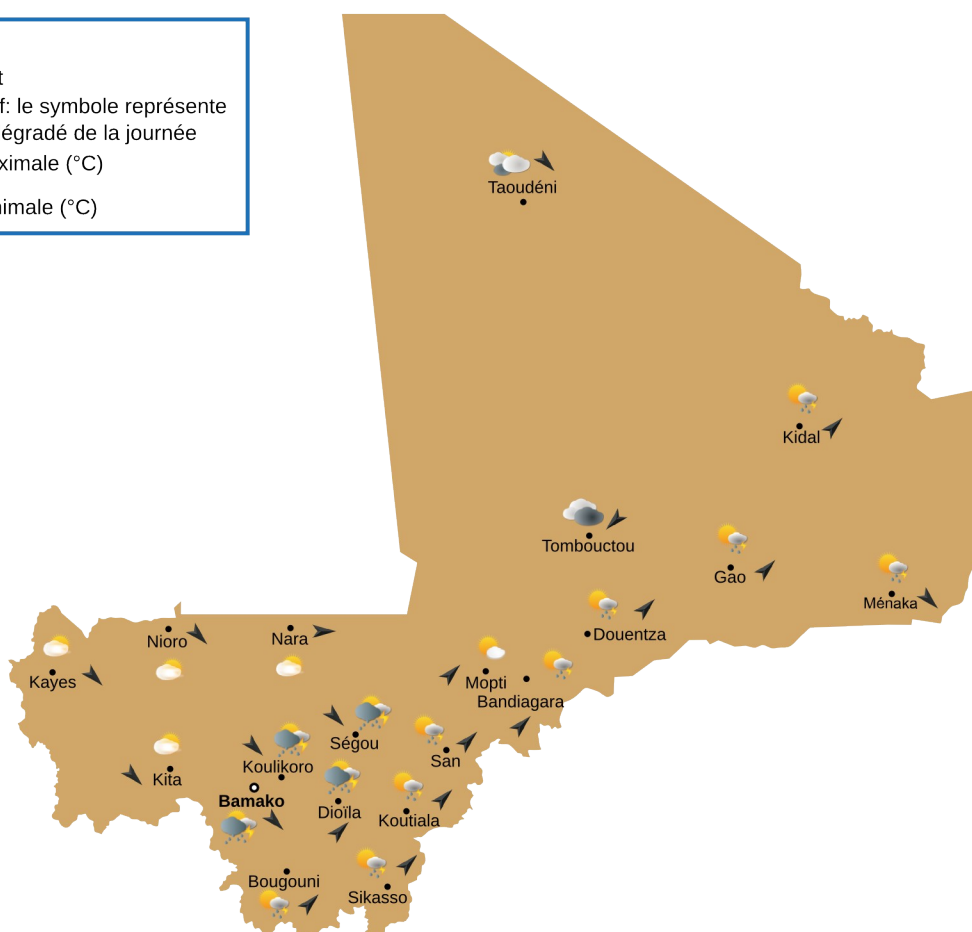 t
f: le symbole représente
égradé de la journée
ximale (°C)
imale (°C)
Taoudéni
Kidal
Tombouctou
Gao
Ménaka
Douentza
Nioro
Nara
Kayes
Mopti
Bandiagara
Ségou
San
Koulikoro
Kita
Bamako
Dioïla
Koutiala
Bougouni
Sikasso